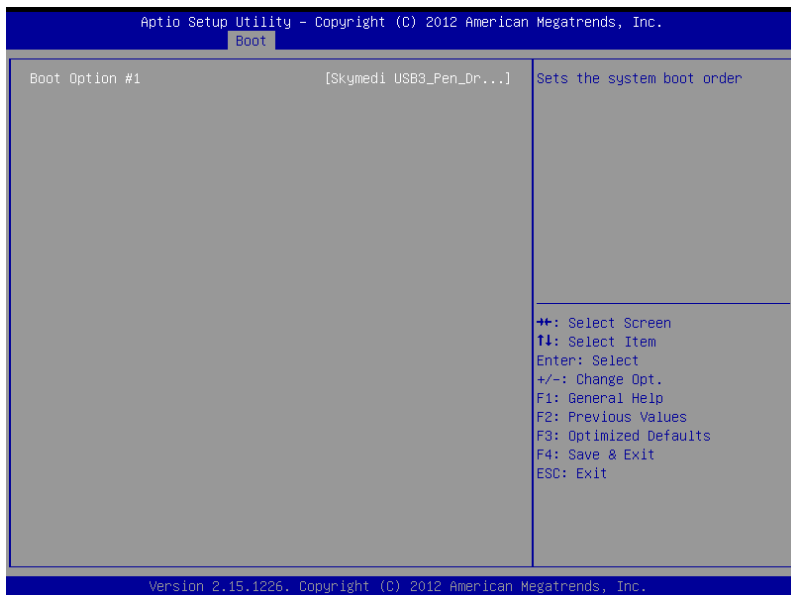 Aptio Setup Utility – Copyright (C) 2012 American Megatrends, Inc.
Boot
Boot Option #1 [Skymedi USB3_Pen_Dr...]
Sets the system boot order
→←: Select Screen
↑↓: Select Item
Enter: Select
+/-: Change Opt.
F1: General Help
F2: Previous Values
F3: Optimized Defaults
F4: Save & Exit
ESC: Exit
Version 2.15.1226. Copyright (C) 2012 American Megatrends, Inc.